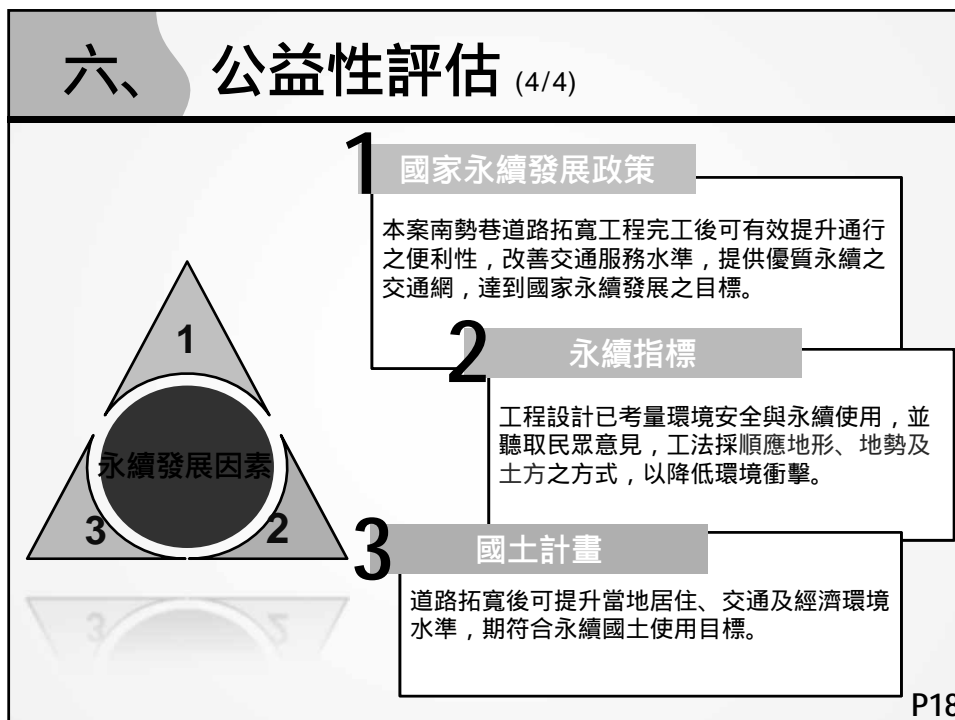 六、 公益性評估 (4/4)
1 國家永續發展政策
本案南勢巷道路拓寬工程完工後可有效提升通行
之便利性，改善交通服務水準，提供優質永續之
交通網，達到國家永續發展之目標。
2 永續指標
工程設計已考量環境安全與永續使用，並
聽取民眾意見，工法採順應地形、地勢及
土方之方式，以降低環境衝擊。
3 國土計畫
道路拓寬後可提升當地居住、交通及經濟環境
水準，期符合永續國土使用目標。
1
永續發展因素
3 2
P18